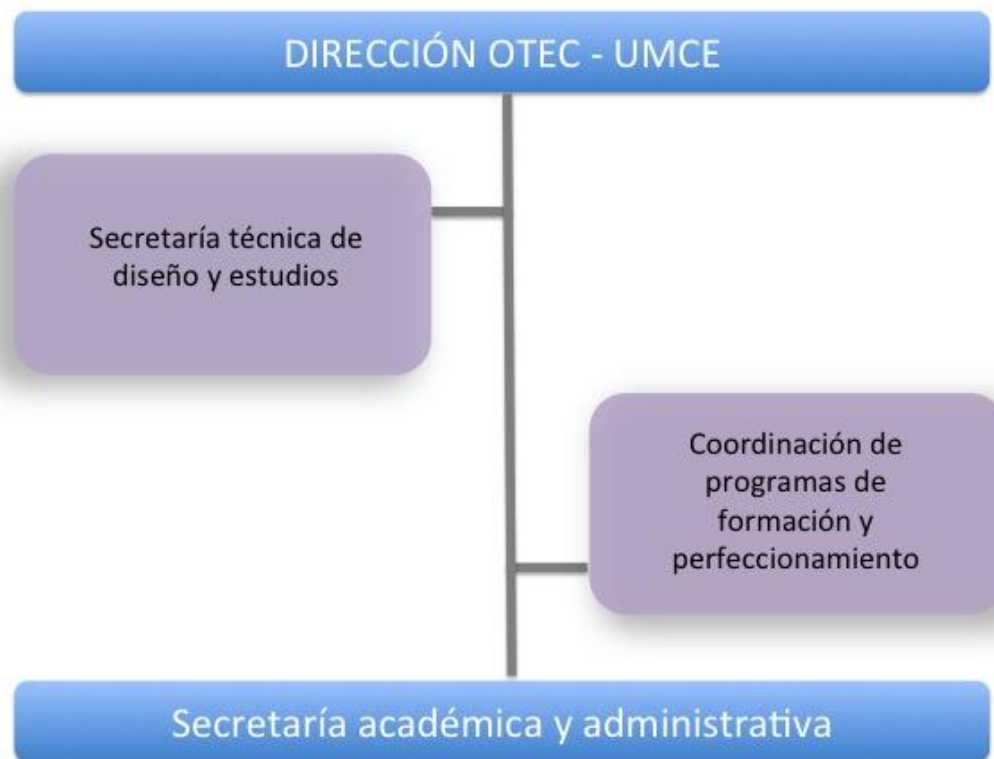 DIRECCIÓN OTEC - UMCE
Secretaría técnica de
diseño y estudios
Coordinación de
programas de
formación y
perfeccionamiento
Secretaría académica y administrativa